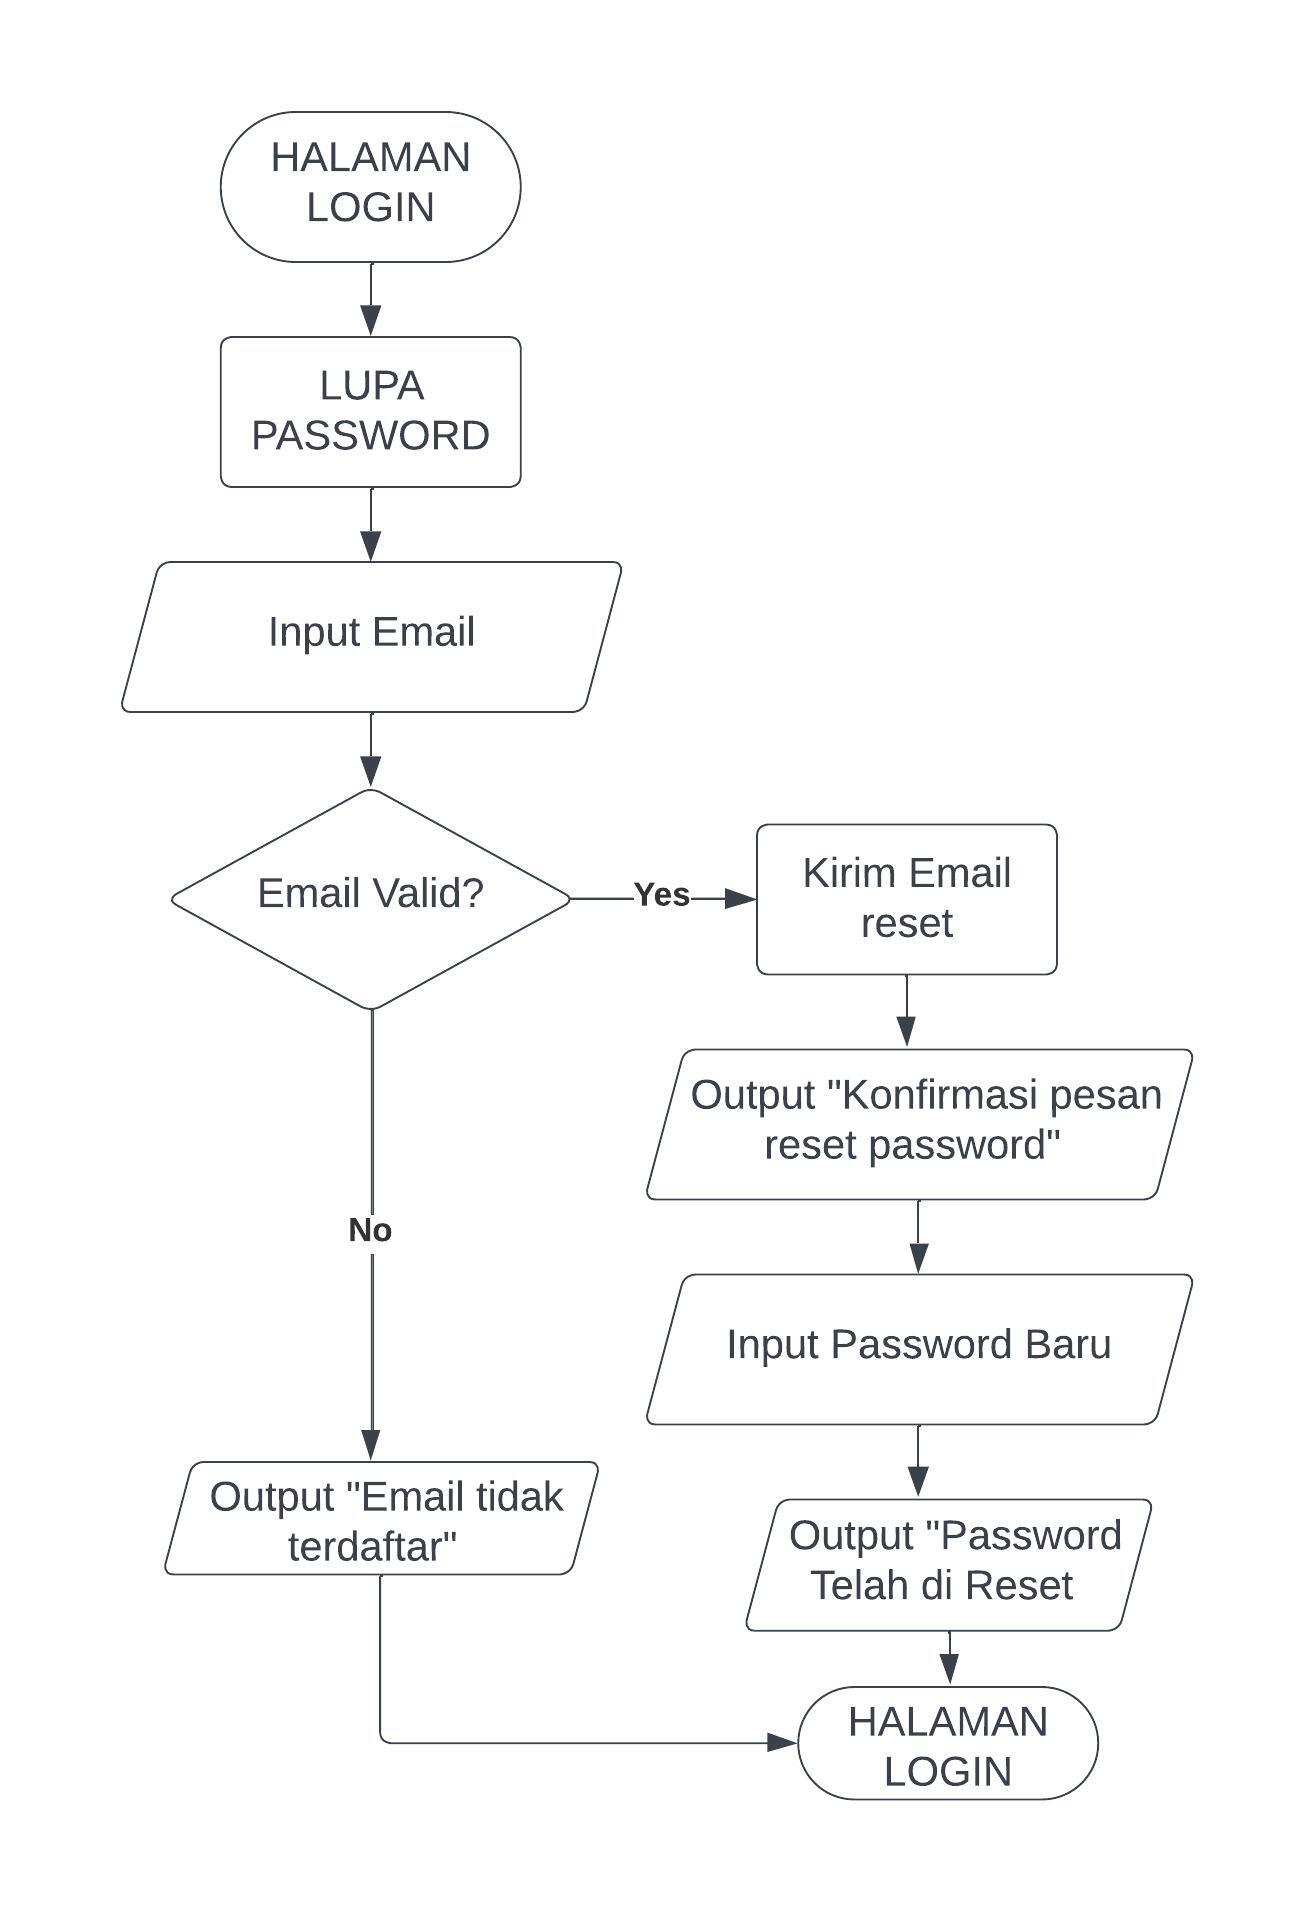 HALAMAN
LOGIN
LUPA
PASSWORD
Input Email
Email Valid?
Yes
Kirim Email
reset
Output "Konfirmasi pesan
reset password"
No
Input Password Baru
Output "Email tidak
terdaftar"
Output "Password
Telah di Reset
HALAMAN
LOGIN